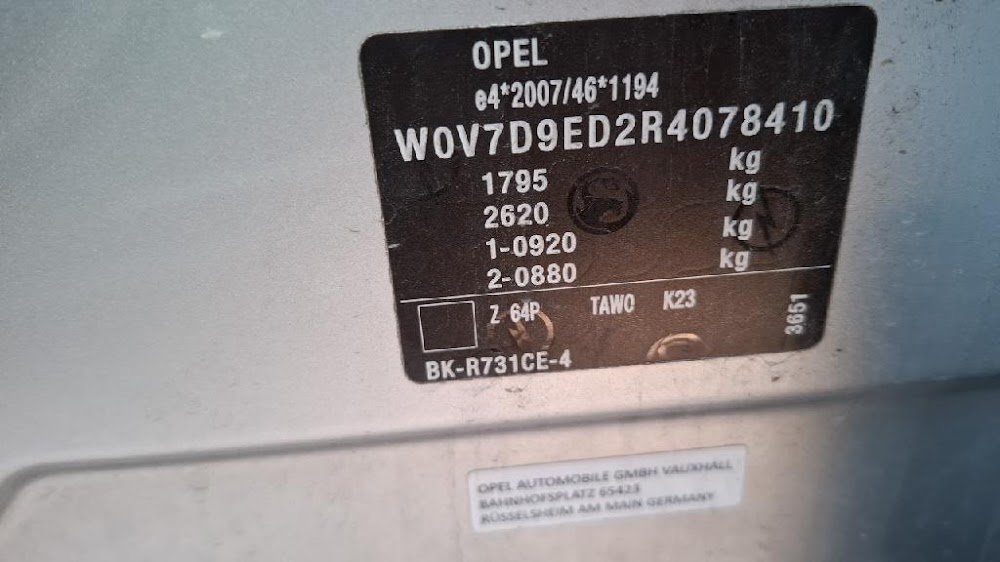 OPEL
e4*2007/46*1194
W0V7D9ED2R4078410
1795 kg
2620 kg
1-0920 kg
2-0880 kg
Z 64P TAWO K23
3651
BK-R731CE-4
OPEL AUTOMOBILE GMBH VAUXHALL
BAHNHOFSPLATZ 65423
RÜSSELSHEIM AM MAIN GERMANY